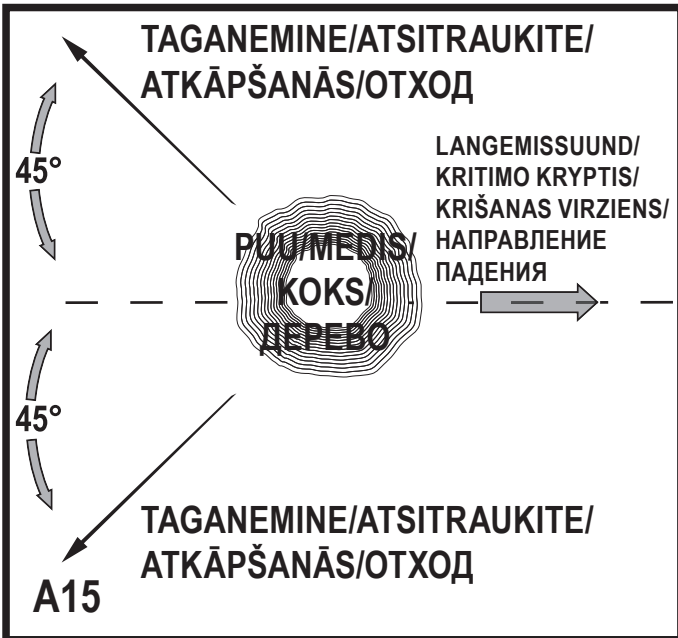 TAGANEMINE/ATSITRAUKITE/
ATKĀPŠANĀS/ОТХОД
LANGEMISSUUND/
KRITIMO KRYPTIS/
KRIŠANAS VIRZIENS/
НАПРАВЛЕНИЕ
ПАДЕНИЯ
45°
PUU/MEDIS/
KOKS/
ДЕРЕВО
45°
TAGANEMINE/ATSITRAUKITE/
ATKĀPŠANĀS/ОТХОД
A15